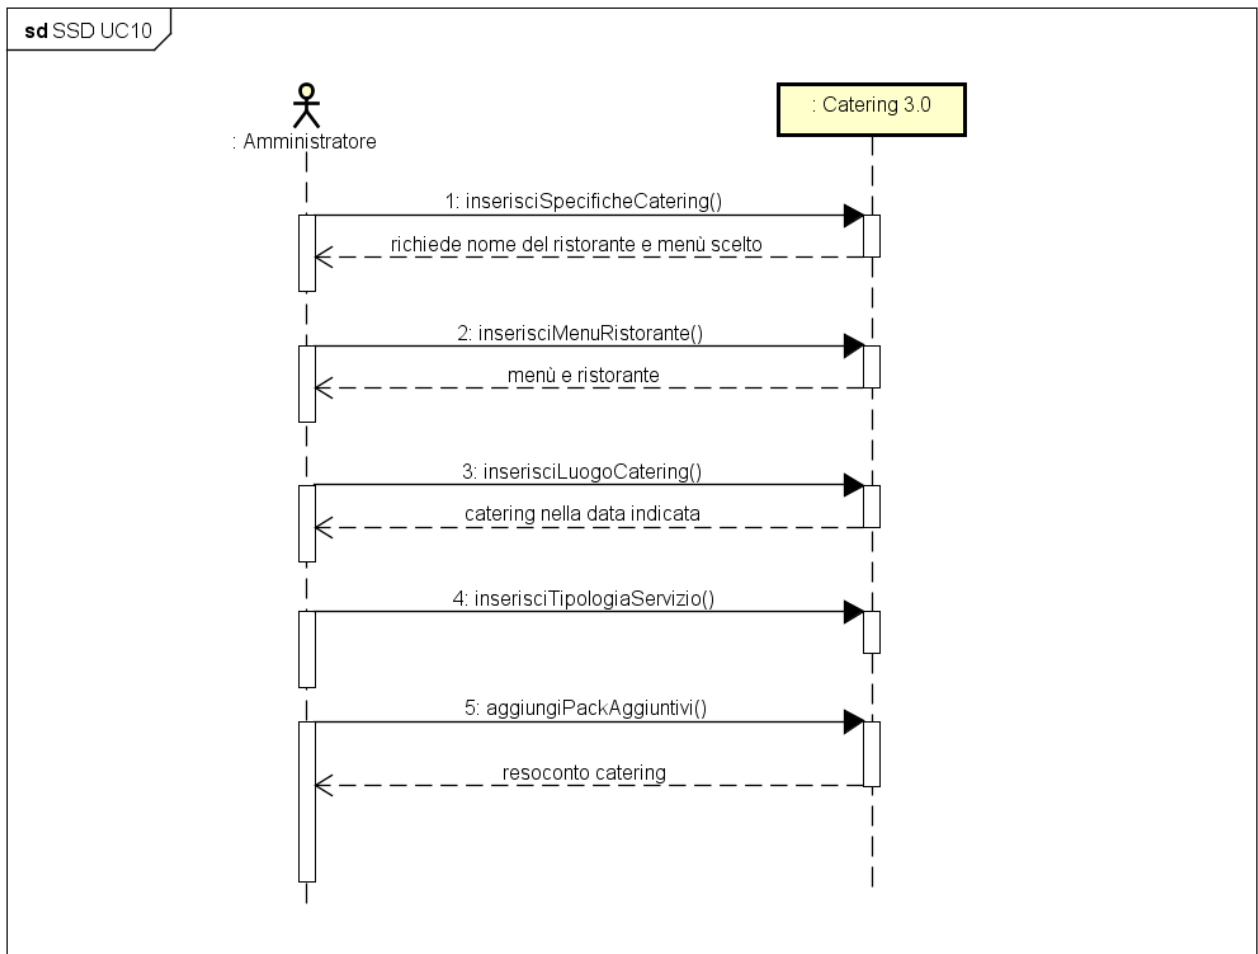 sd SSD UC10
: Amministratore
: Catering 3.0
1: inserisciSpecificheCatering()
richiede nome del ristorante e menù scelto
2: inserisciMenuRistorante()
menù e ristorante
3: inserisciLuogoCatering()
catering nella data indicata
4: inserisciTipologiaServizio()
5: aggiungiPackAggiuntivi()
resoconto catering